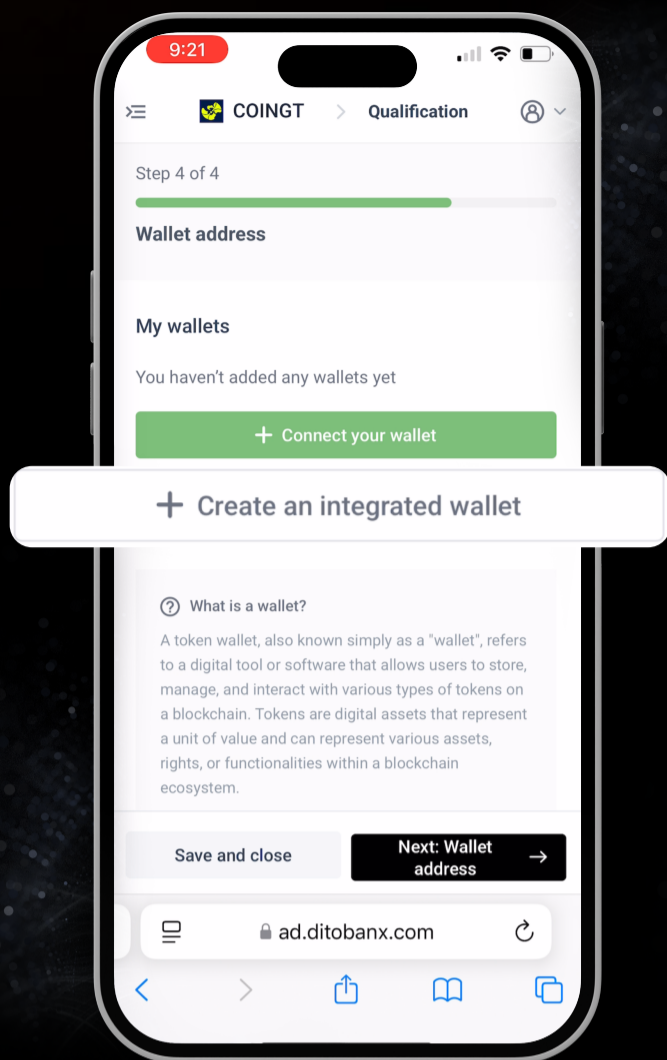 9:21
COINGT
Qualification
Step 4 of 4
Wallet address
My wallets
You haven't added any wallets yet
+ Connect your wallet
+ Create an integrated wallet
What is a wallet?
A token wallet, also known simply as a "wallet", refers
to a digital tool or software that allows users to store,
manage, and interact with various types of tokens on
a blockchain. Tokens are digital assets that represent
a unit of value and can represent various assets,
rights, or functionalities within a blockchain
ecosystem.
Save and close
Next: Wallet
address
ad.ditobanx.com